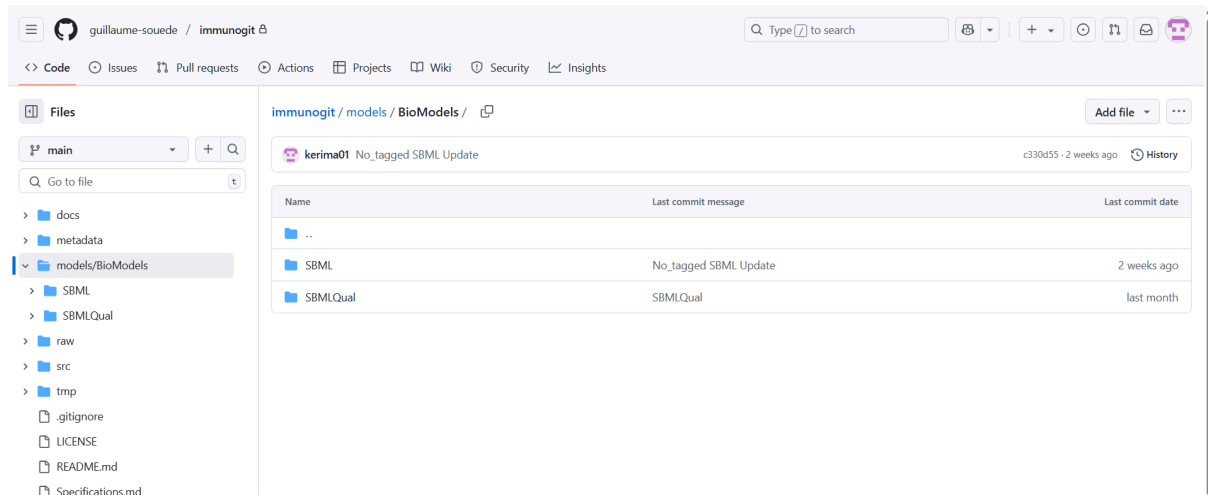 guillaume-souede / immunogit
Type / to search
Code Issues Pull requests Actions Projects Wiki Security Insights
Files
immunogit / models / BioModels /
Add file
main
kerima01 No_tagged SBML Update
c330d55 · 2 weeks ago History
Go to file t
Name Last commit message Last commit date
docs
..
metadata
models/BioModels
SBML No_tagged SBML Update 2 weeks ago
SBML
SBMLQual SBMLQual last month
SBMLQual
raw
src
tmp
.gitignore
LICENSE
README.md
Specifications.md